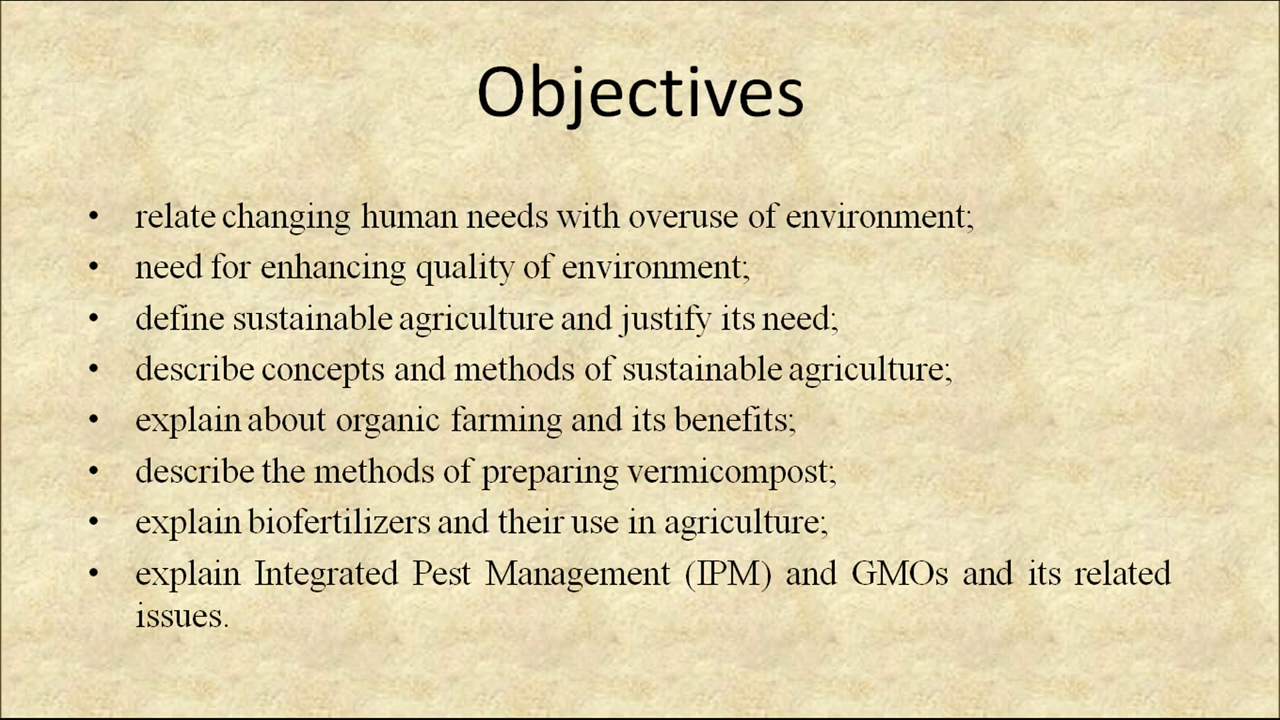 Objectives
• relate changing human needs with overuse of environment;
• need for enhancing quality of environment;
• define sustainable agriculture and justify its need;
• describe concepts and methods of sustainable agriculture;
• explain about organic farming and its benefits;
• describe the methods of preparing vermicompost;
• explain biofertilizers and their use in agriculture;
• explain Integrated Pest Management (IPM) and GMOs and its related
issues.